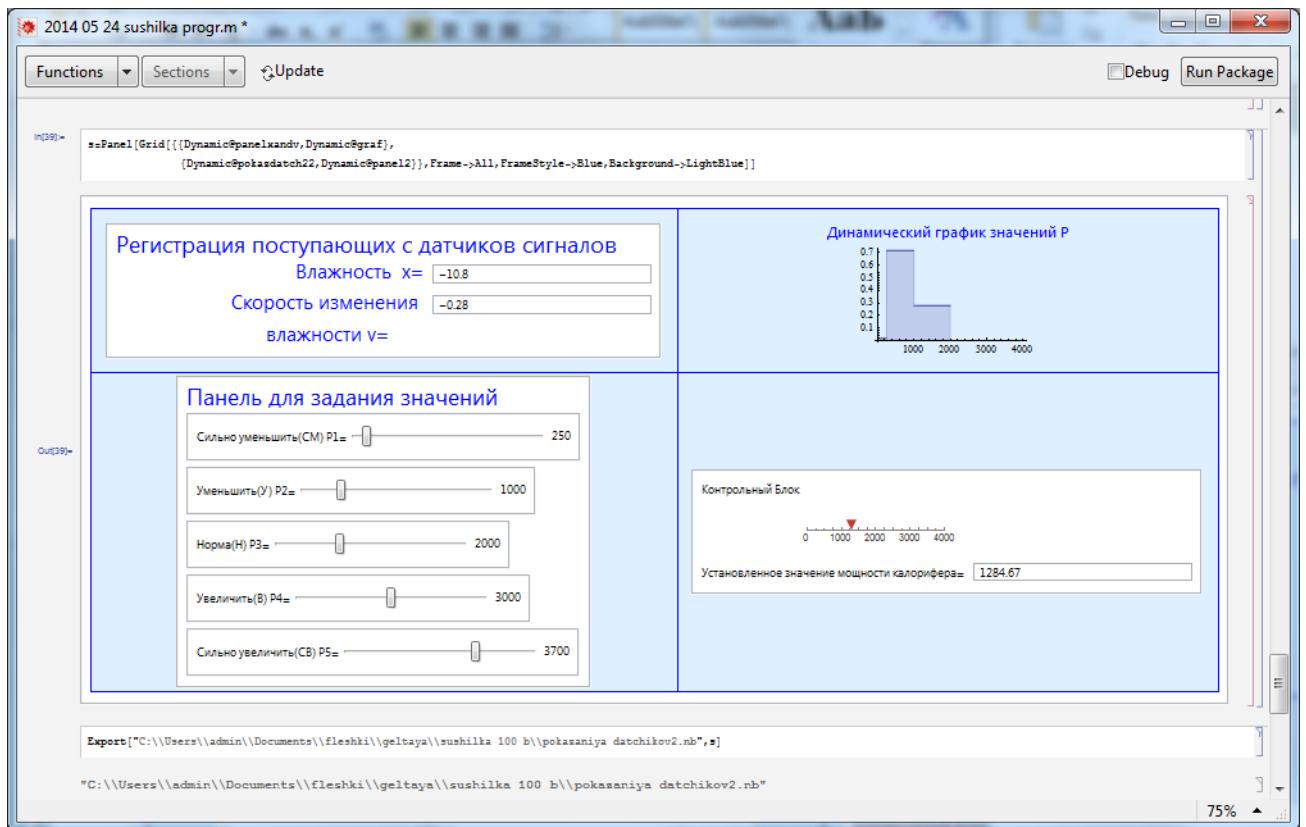 2014 05 24 sushilka progr.m *
Functions
Sections
Update
Debug
Run Package
In[39]:=
s=Panel[Grid[{{Dynamic@panelxandv,Dynamic@graf},
{Dynamic@pokasdatch22,Dynamic@panel2}},Frame->All,FrameStyle->Blue,Background->LightBlue]]
Out[39]=
Регистрация поступающих с датчиков сигналов
Влажность x= -10.8
Скорость изменения -0.28
влажности v=
Динамический график значений P
0.7
0.6
0.5
0.4
0.3
0.2
0.1
1000 2000 3000 4000
Панель для задания значений
Сильно уменьшить(СМ) P1= 250
Уменьшить(У) P2= 1000
Норма(Н) P3= 2000
Увеличить(В) P4= 3000
Сильно увеличить(СВ) P5= 3700
Контрольный Блок
0 1000 2000 3000 4000
Установленное значение мощности калорифера= 1284.67
Export["C:\\Users\\admin\\Documents\\fleshki\\geltaya\\sushilka 100 b\\pokazaniya datchikov2.nb",s]
"C:\\Users\\admin\\Documents\\fleshki\\geltaya\\sushilka 100 b\\pokazaniya datchikov2.nb"
75%